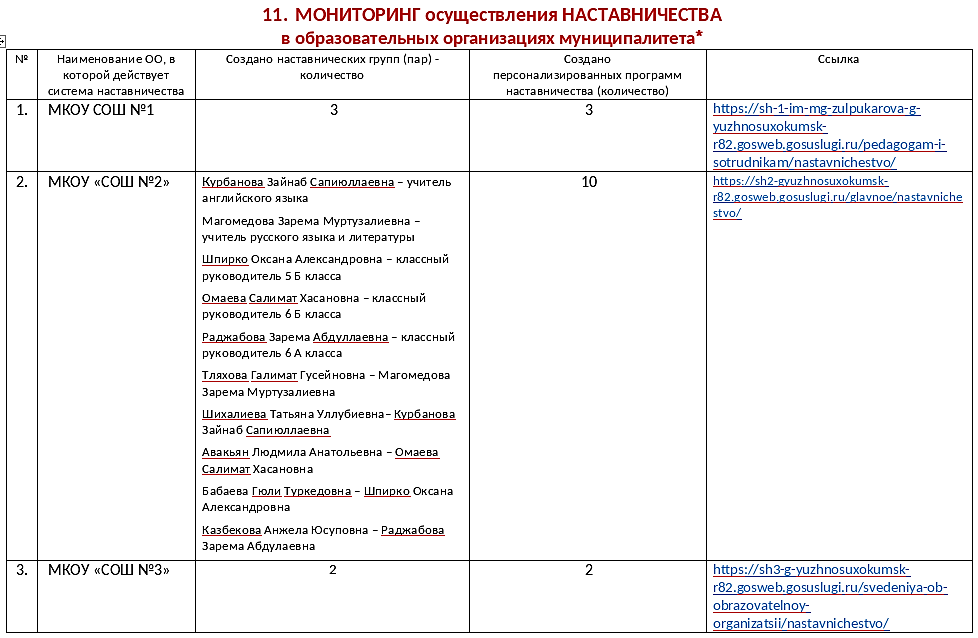 11. МОНИТОРИНГ осуществления НАСТАВНИЧЕСТВА
в образовательных организациях муниципалитета*
№
Наименование ОО, в
которой действует
система наставничества
Создано наставнических групп (пар) -
количество
Создано
персонализированных программ
наставничества (количество)
Ссылка
1.
МКОУ СОШ №1
3
3
https://sh-1-im-mg-zulpukarova-g-
yuzhnosuxokumsk-
r82.gosweb.gosuslugi.ru/pedagogam-i-
sotrudnikam/nastavnichestvo/
2.
МКОУ «СОШ №2»
Курбанова Зайнаб Сапиюллаевна – учитель
английского языка
Магомедова Зарема Муртузалиевна –
учитель русского языка и литературы
Шпирко Оксана Александровна – классный
руководитель 5 Б класса
Омаева Салимат Хасановна – классный
руководитель 6 Б класса
Раджабова Зарема Абдуллаевна – классный
руководитель 6 А класса
Тляхова Галимат Гусейновна – Магомедова
Зарема Муртузалиевна
Шихалиева Татьяна Уллубиевна– Курбанова
Зайнаб Сапиюллаевна
Авакьян Людмила Анатольевна – Омаева
Салимат Хасановна
Бабаева Гюли Туркедовна – Шпирко Оксана
Александровна
Казбекова Анжела Юсуповна – Раджабова
Зарема Абдулаевна
10
https://sh2-gyuzhnosuxokumsk-
r82.gosweb.gosuslugi.ru/glavnoe/nastavniche
stvo/
3.
МКОУ «СОШ №3»
2
2
https://sh3-g-yuzhnosuxokumsk-
r82.gosweb.gosuslugi.ru/svedeniya-ob-
obrazovatelnoy-
organizatsii/nastavnichestvo/